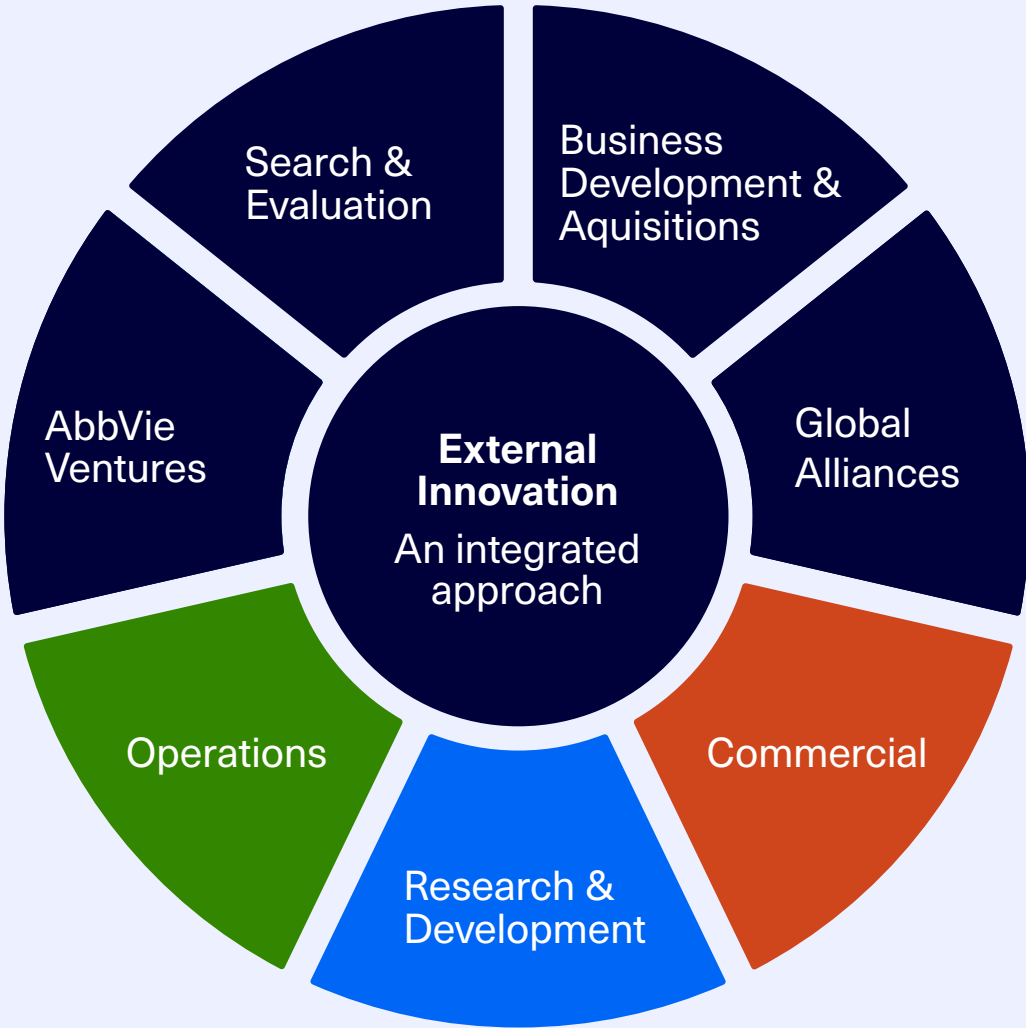 Search &
Evaluation
Business
Development &
Aquisitions
AbbVie
Ventures
Global
Alliances
External
Innovation
An integrated
approach
Operations
Commercial
Research &
Development